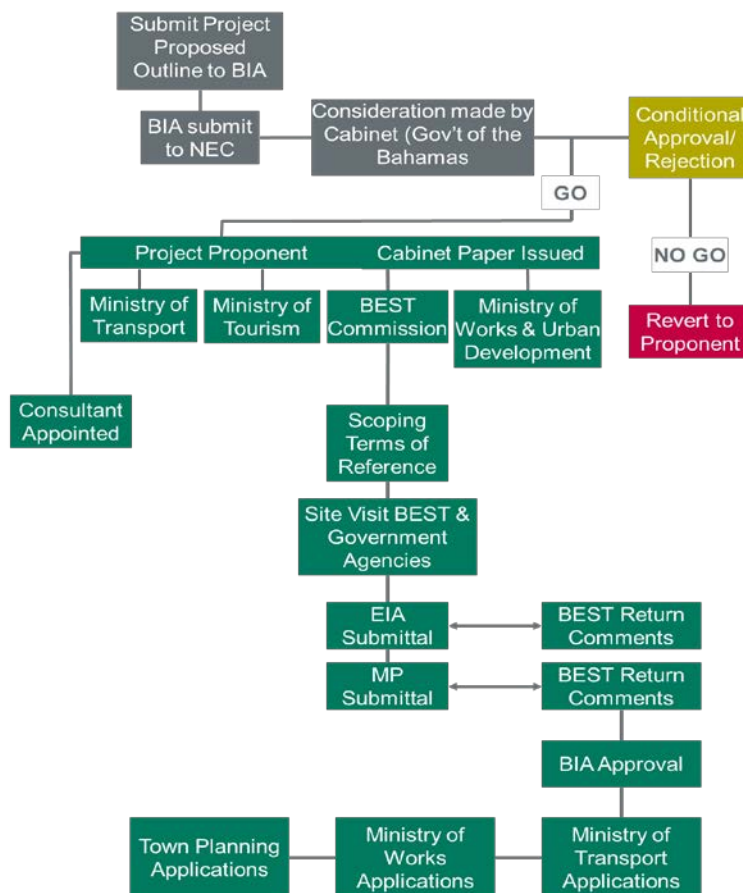 Submit Project
Proposed
Outline to BIA
BIA submit
to NEC
Consideration made by
Cabinet (Gov't of the
Bahamas
Conditional
Approval/
Rejection
GO
NO GO
Revert to
Proponent
Project Proponent
Cabinet Paper Issued
Ministry of
Transport
Ministry of
Tourism
BEST
Commission
Ministry of
Works & Urban
Development
Consultant
Appointed
Scoping
Terms of
Reference
Site Visit BEST &
Government
Agencies
EIA
Submittal
BEST Return
Comments
MP
Submittal
BEST Return
Comments
BIA Approval
Town Planning
Applications
Ministry of
Works
Applications
Ministry of
Transport
Applications